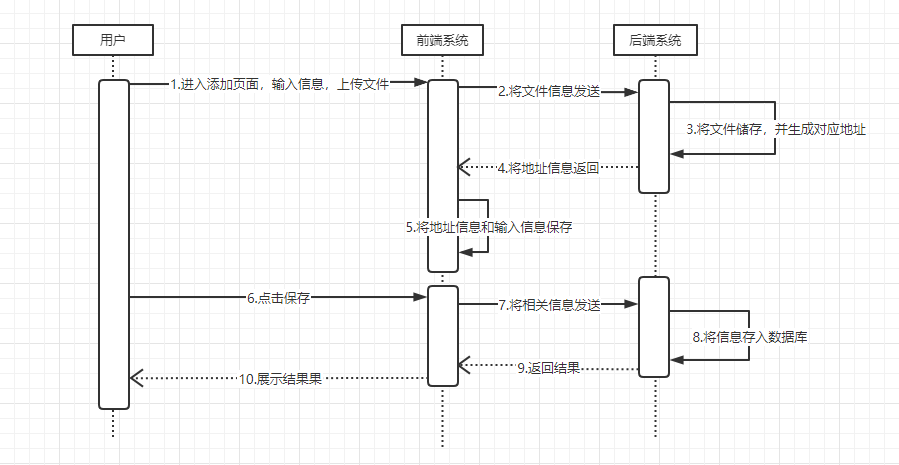 用户
前端系统
后端系统
1.进入添加页面，输入信息，上传文件
2.将文件信息发送
3.将文件储存，并生成对应地址
4.将地址信息返回
5.将地址信息和输入信息保存
6.点击保存
7.将相关信息发送
8.将信息存入数据库
9.返回结果
10.展示结果果